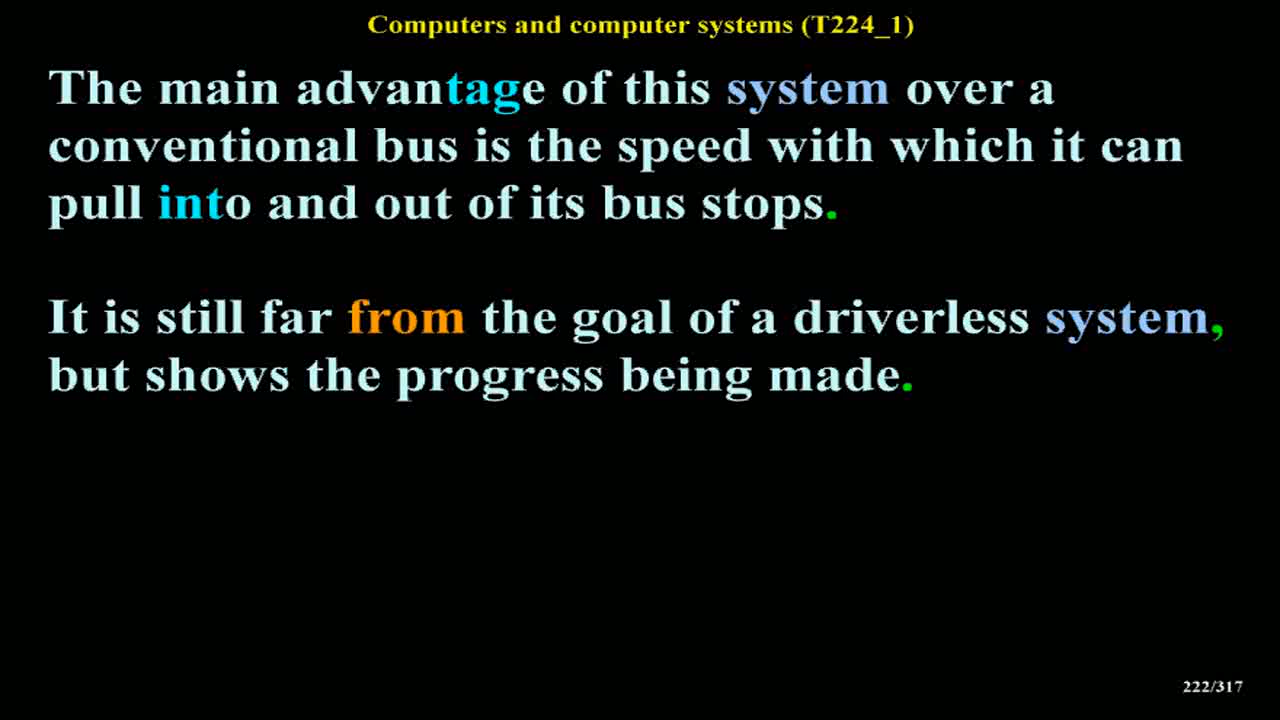 Computers and computer systems (T224_1)
The main advantage of this system over a
conventional bus is the speed with which it can
pull into and out of its bus stops.
It is still far from the goal of a driverless system,
but shows the progress being made.
222/317